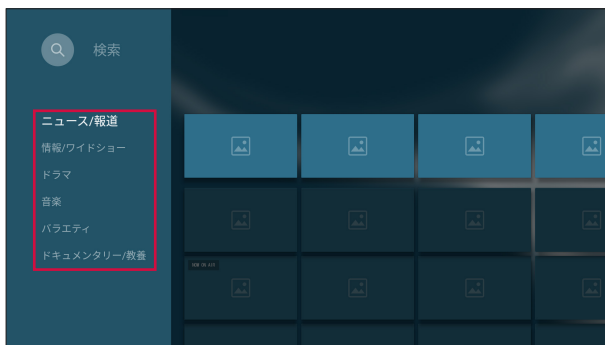 検索
ニュース/報道
情報/ワイドショー
ドラマ
音楽
バラエティ
ドキュメンタリー/教養